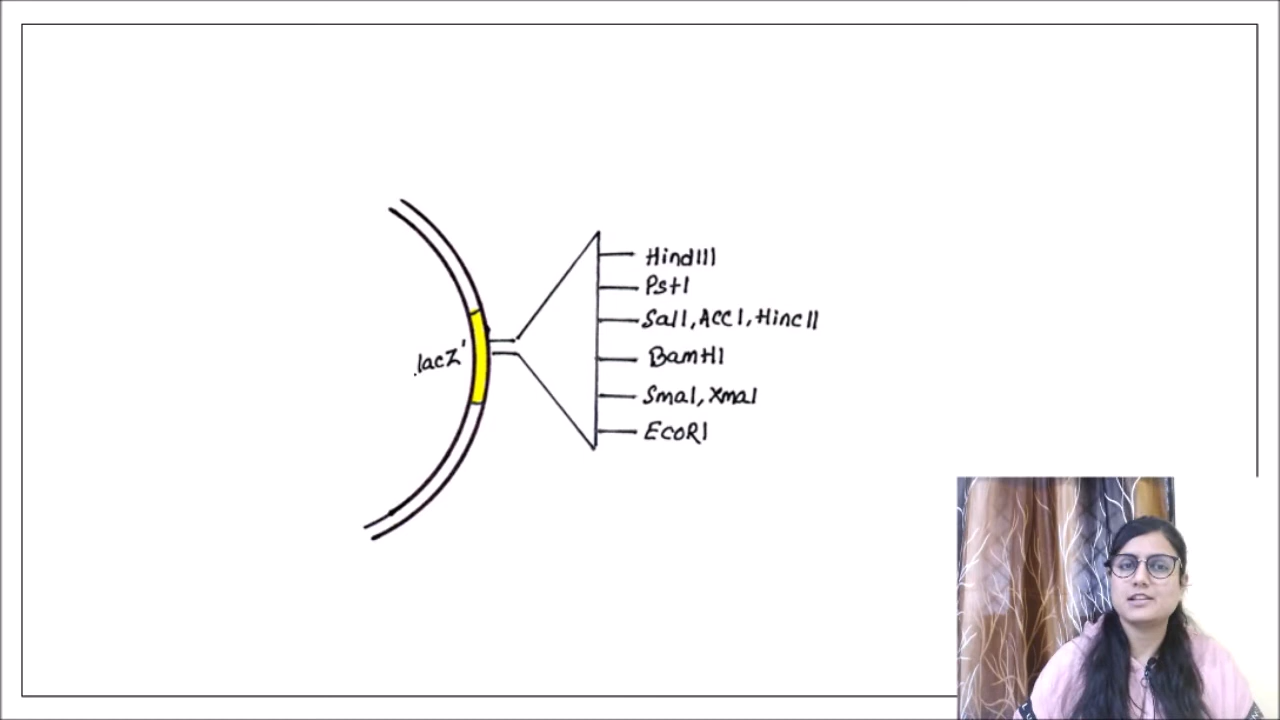 HindIII
PstI
SalI, AccI, HincII
lacZ'
BamHI
SmaI, XmaI
EcoRI